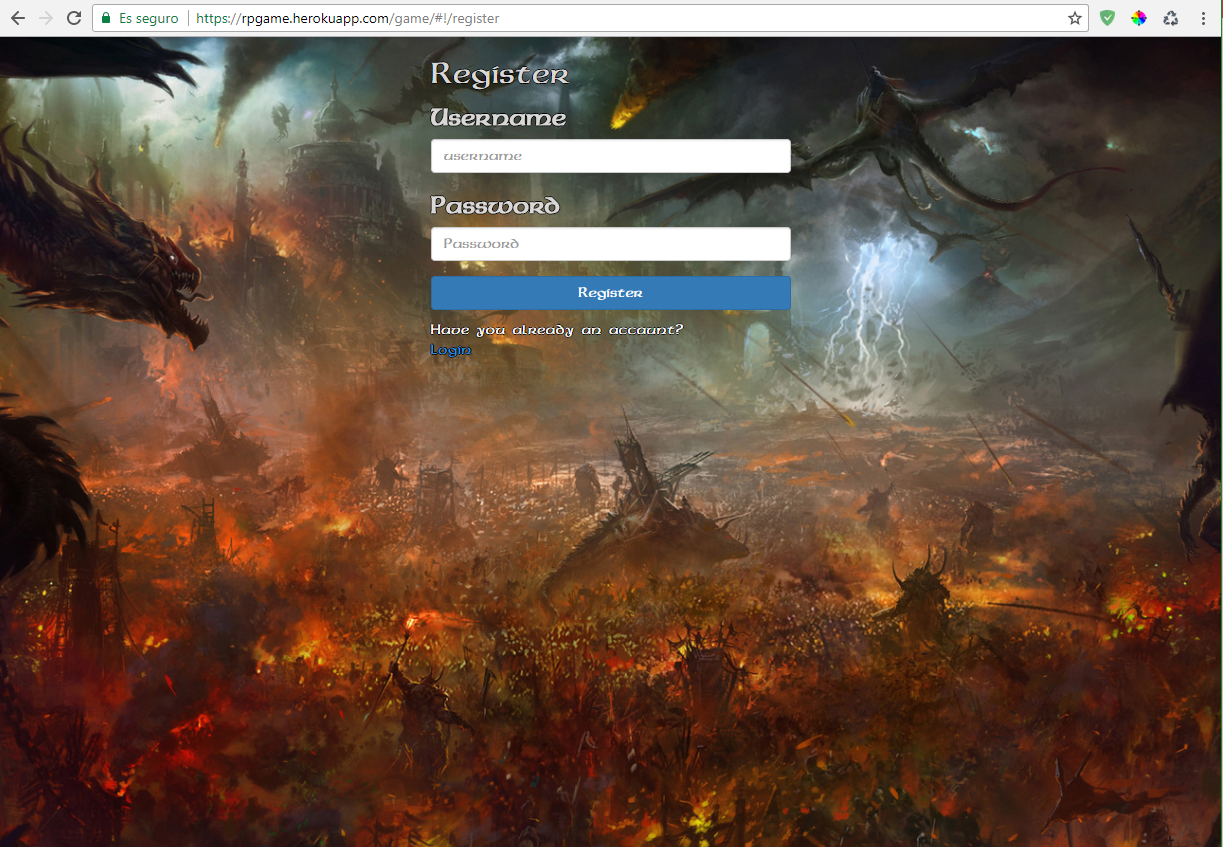 Es seguro https://rpgame.herokuapp.com/game/#!/register
Register
Username
username
Password
Password
Register
Have you already an accaunt?
Login